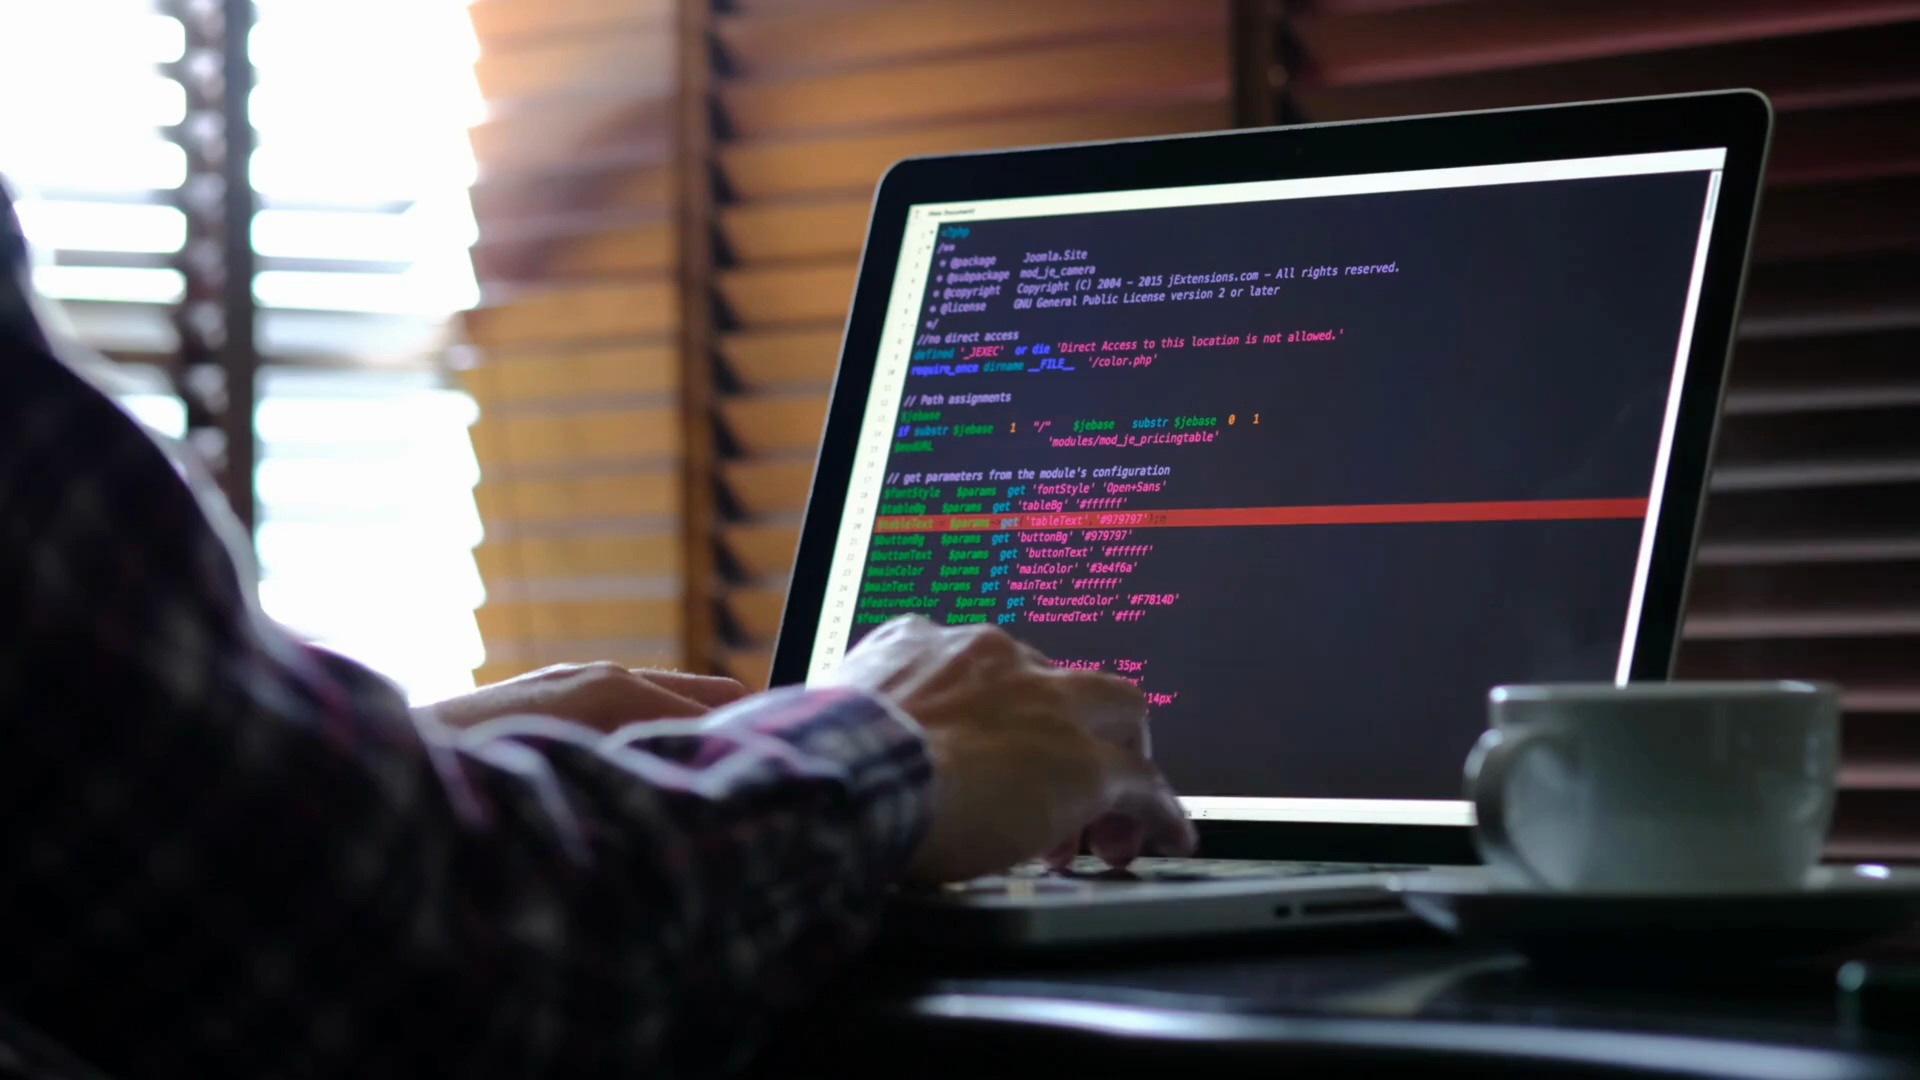 <?php
/**
* @package Joomla.Site
* @subpackage mod_je_camera
* @copyright Copyright (C) 2004 - 2015 jExtensions.com - All rights reserved.
* @license GNU General Public License version 2 or later
*/
//no direct access
defined '_JEXEC' or die 'Direct Access to this location is not allowed.'
require_once dirname __FILE__ '/color.php'
// Path assignments
$jebase
if substr $jebase 1 "/" $jebase substr $jebase 0 1
$modURL 'modules/mod_je_pricingtable'
// get parameters from the module's configuration
$fontStyle $params get 'fontStyle' 'Open+Sans'
$tableBg $params get 'tableBg' '#ffffff'
$tableText = $params get 'tableText' '#979797'
$buttonBg $params get 'buttonBg' '#979797'
$buttonText $params get 'buttonText' '#ffffff'
$mainColor $params get 'mainColor' '#3e4f6a'
$mainText $params get 'mainText' '#ffffff'
$featuredColor $params get 'featuredColor' '#F7814D'
$params get 'featuredText' '#fff'
'35px'
'14px'